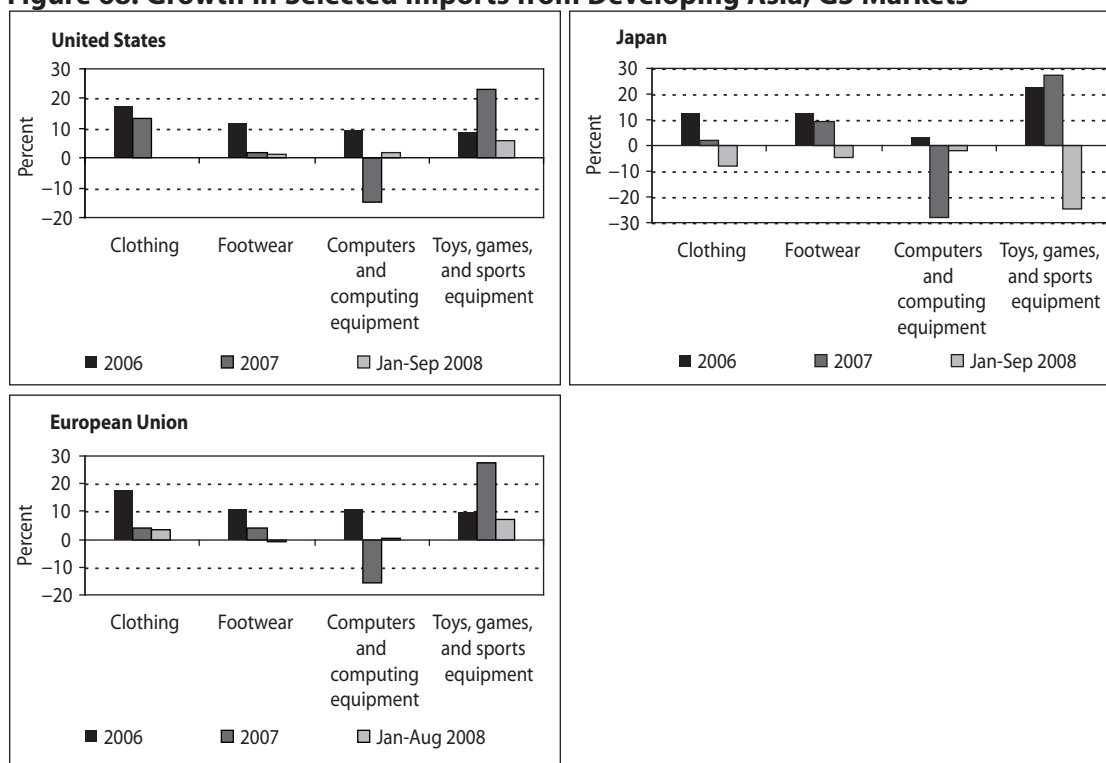 Figure 68. Growth in Selected Imports from Developing Asia, G3 Markets
United States
30
20
10
0
−10
−20
Percent
Clothing
Footwear
Computers
and
computing
equipment
Toys, games,
and sports
equipment
2006
2007
Jan-Sep 2008
Japan
30
20
10
0
−10
−20
−30
Percent
Clothing
Footwear
Computers
and
computing
equipment
Toys, games,
and sports
equipment
2006
2007
Jan-Sep 2008
European Union
30
20
10
0
−10
−20
Percent
Clothing
Footwear
Computers
and
computing
equipment
Toys, games,
and sports
equipment
2006
2007
Jan-Aug 2008